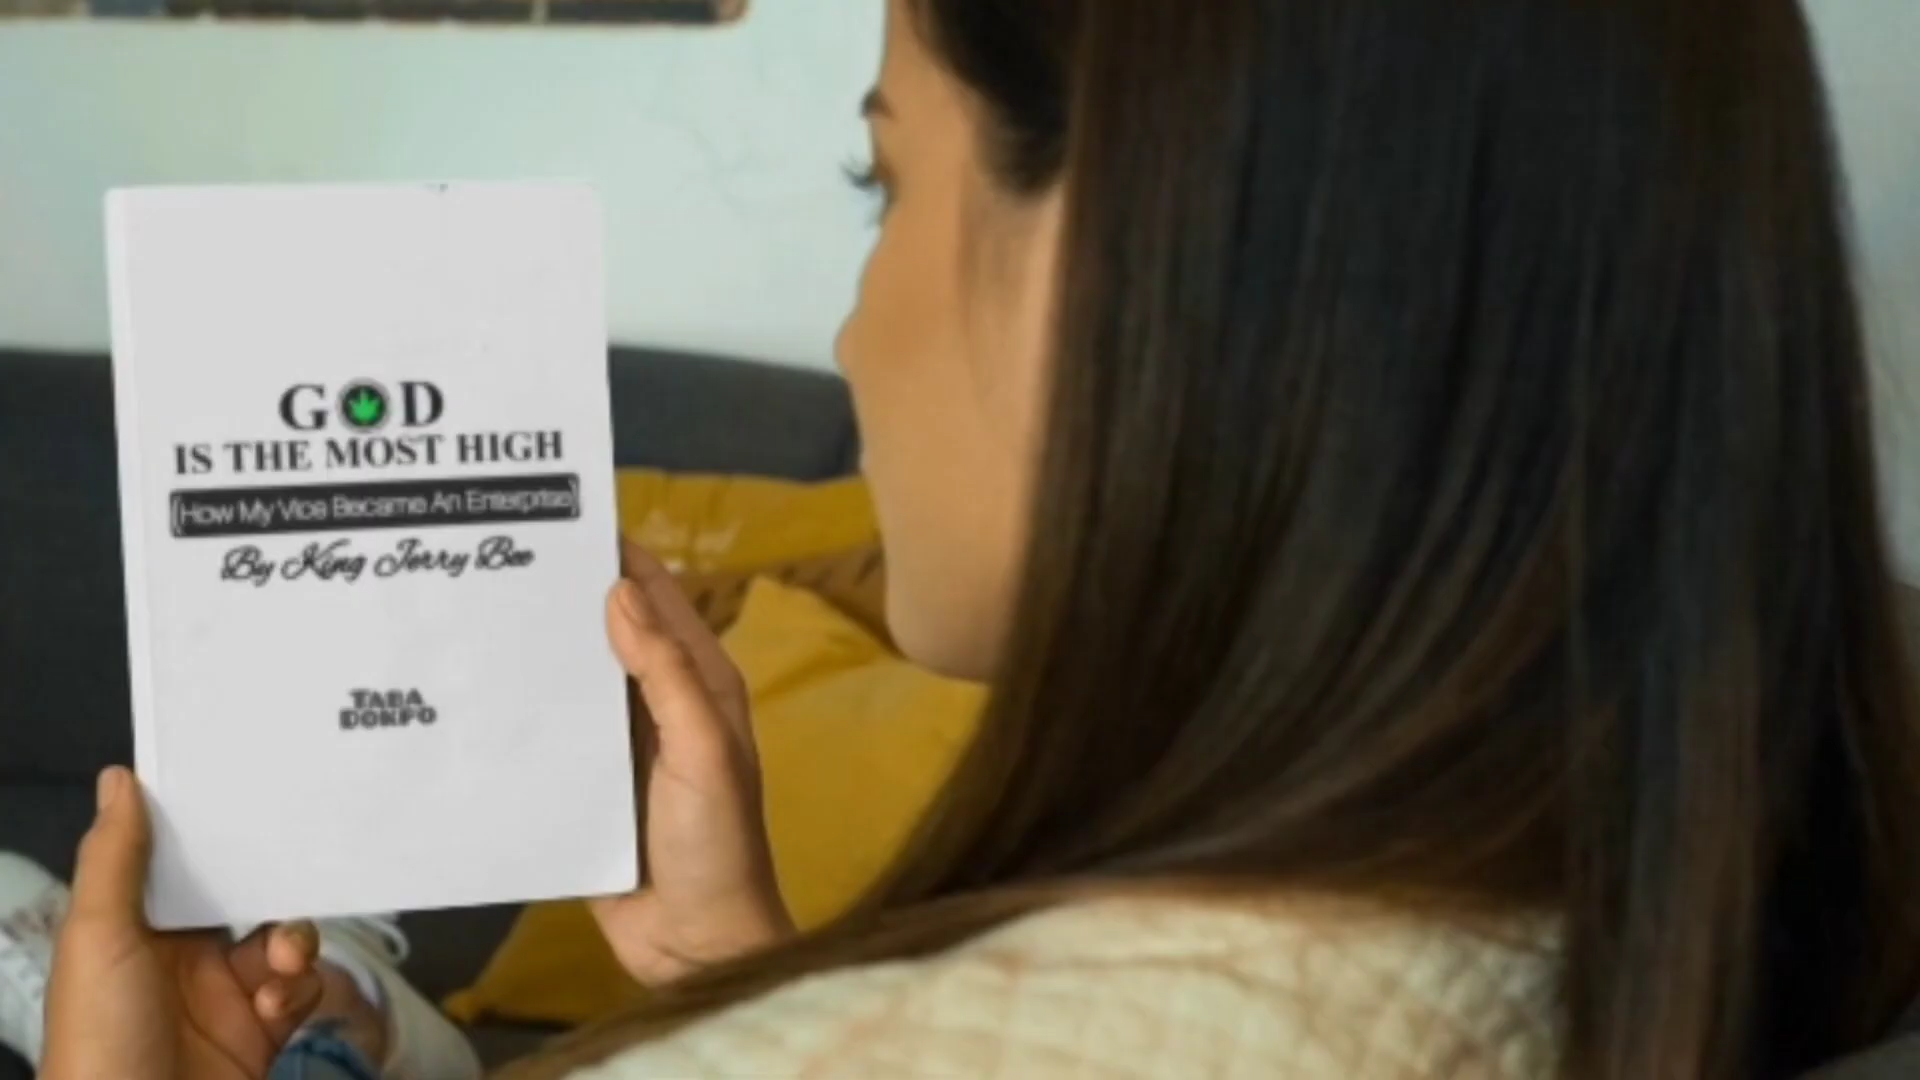 GOD
IS THE MOST HIGH
(How My Vice Became An Enterprise)
By King Jerry Bee
TABA
DOKPO